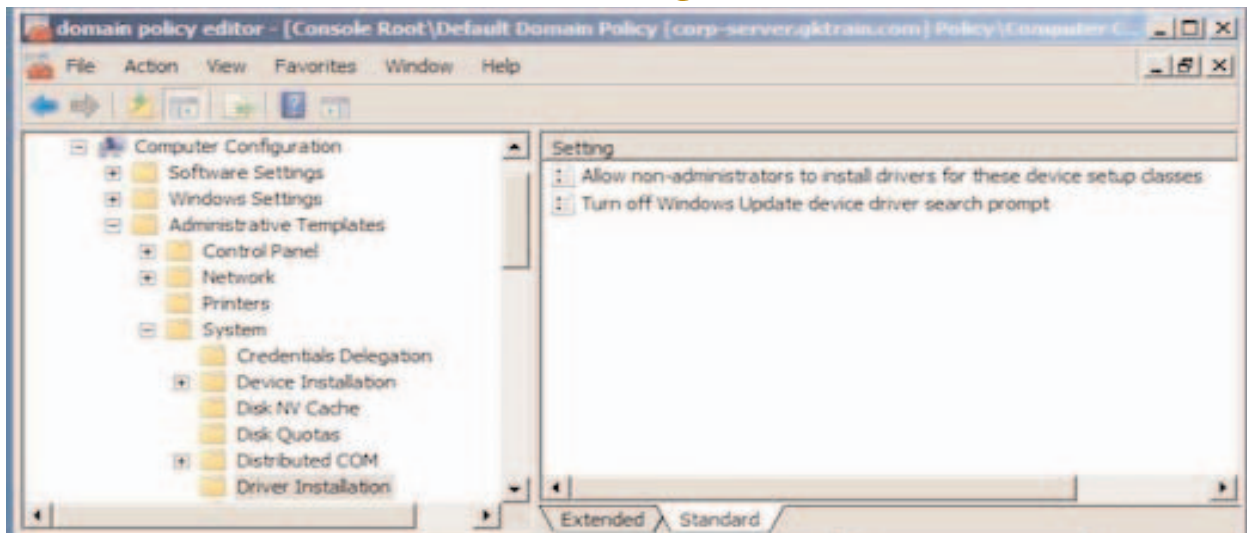 domain policy editor - [Console Root\Default Domain Policy [corp-server.gktrain.com] Policy\Computer C...
File Action View Favorites Window Help
Computer Configuration
Software Settings
Windows Settings
Administrative Templates
Control Panel
Network
Printers
System
Credentials Delegation
Device Installation
Disk NV Cache
Disk Quotas
Distributed COM
Driver Installation
Setting
Allow non-administrators to install drivers for these device setup classes
Turn off Windows Update device driver search prompt
Extended Standard